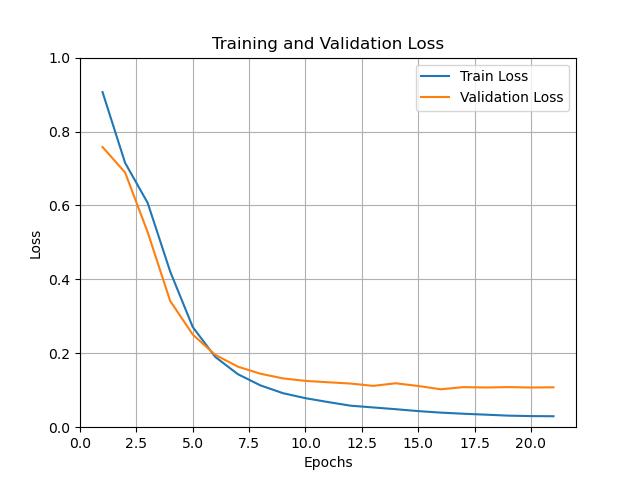 Training and Validation Loss
Train Loss
Validation Loss
1.0
0.8
0.6
0.4
0.2
0.0
Loss
0.0 2.5 5.0 7.5 10.0 12.5 15.0 17.5 20.0
Epochs